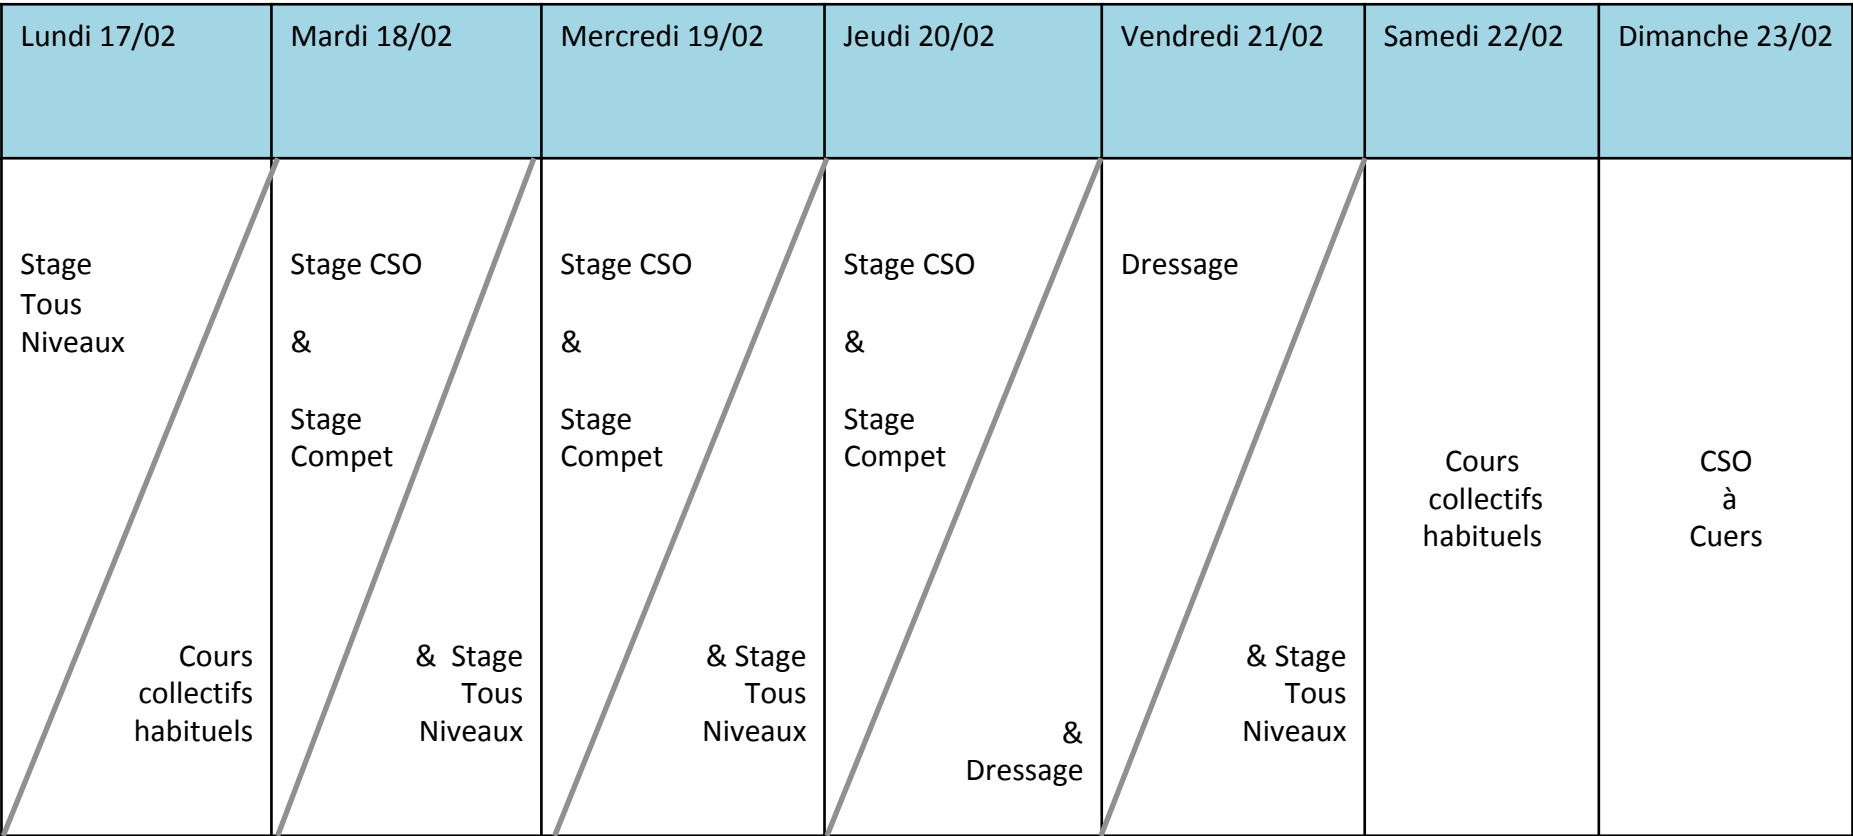 Lundi 17/02
Mardi 18/02
Mercredi 19/02
Jeudi 20/02
Vendredi 21/02
Samedi 22/02
Dimanche 23/02
Stage
Tous
Niveaux
Cours
collectifs
habituels
Stage CSO
&
Stage
Compet
& Stage
Tous
Niveaux
Stage CSO
&
Stage
Compet
& Stage
Tous
Niveaux
Stage CSO
&
Stage
Compet
&
Dressage
Dressage
& Stage
Tous
Niveaux
Cours
collectifs
habituels
CSO
à
Cuers